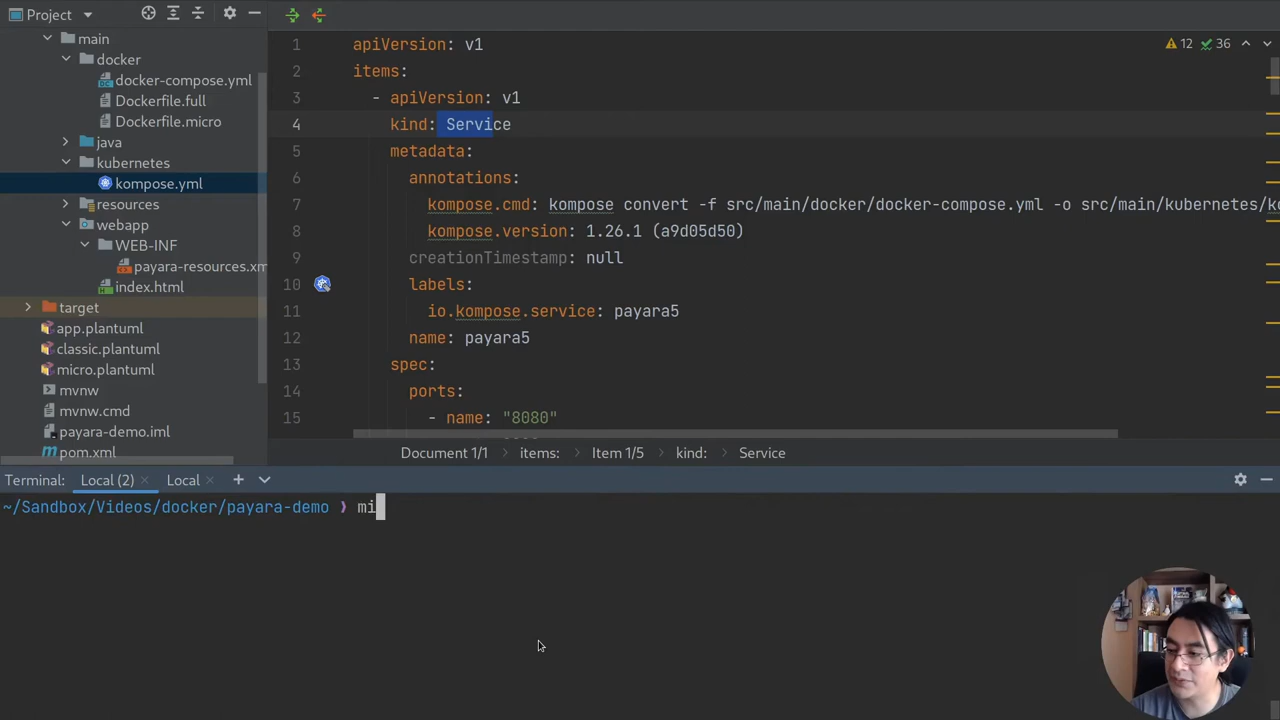 Project
main
docker
docker-compose.yml
Dockerfile.full
Dockerfile.micro
java
kubernetes
kompose.yml
resources
webapp
WEB-INF
payara-resources.xm
index.html
target
app.plantuml
classic.plantuml
micro.plantuml
mvnw
mvnw.cmd
payara-demo.iml
pom.xml
12 36
1 apiVersion: v1
2 items:
3 - apiVersion: v1
4 kind: Service
5 metadata:
6 annotations:
7 kompose.cmd: kompose convert -f src/main/docker/docker-compose.yml -o src/main/kubernetes/ko
8 kompose.version: 1.26.1 (a9d05d50)
9 creationTimestamp: null
10 labels:
11 io.kompose.service: payara5
12 name: payara5
13 spec:
14 ports:
15 - name: "8080"
Document 1/1 items: Item 1/5 kind: Service
Terminal: Local (2) Local
~/Sandbox/Videos/docker/payara-demo ❯ mi